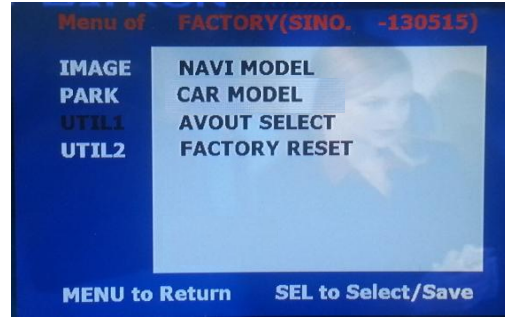 Menu of FACTORY(SINO. -130515)
IMAGE NAVI MODEL
PARK CAR MODEL
UTIL1 AVOUT SELECT
UTIL2 FACTORY RESET
MENU to Return SEL to Select/Save